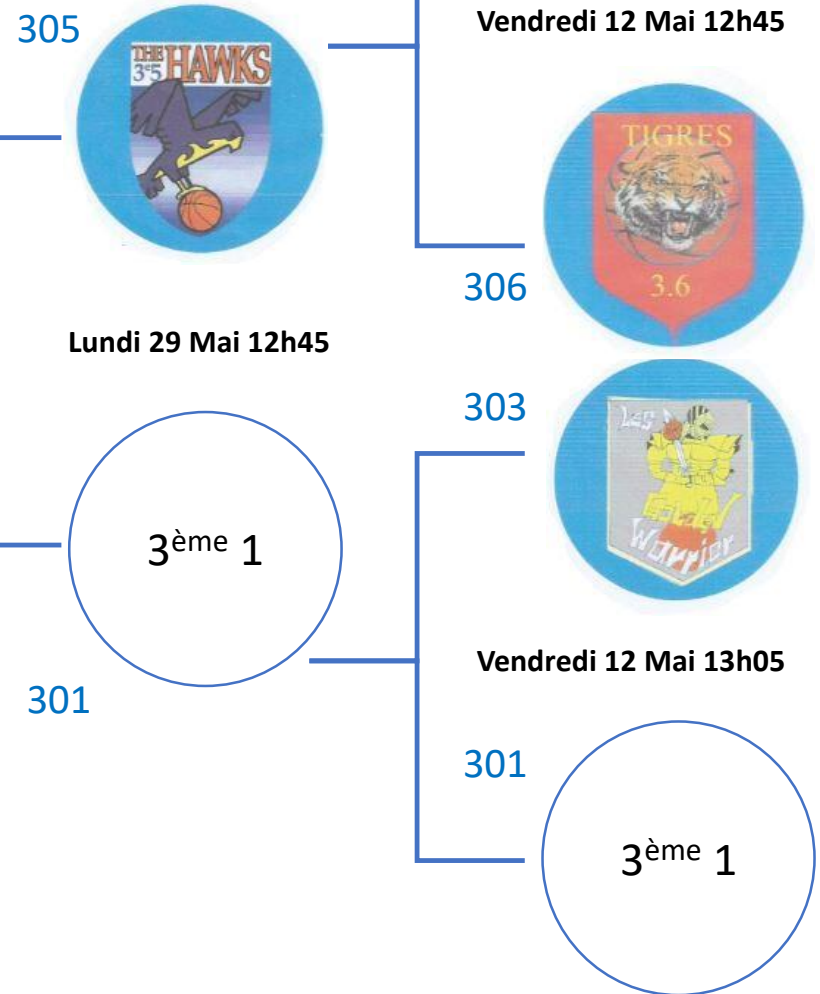 305
THE
3e5 HAWKS
Vendredi 12 Mai 12h45
TIGRES
3.6
306
Lundi 29 Mai 12h45
303
Les
Warrior
3ème 1
301
Vendredi 12 Mai 13h05
301
3ème 1